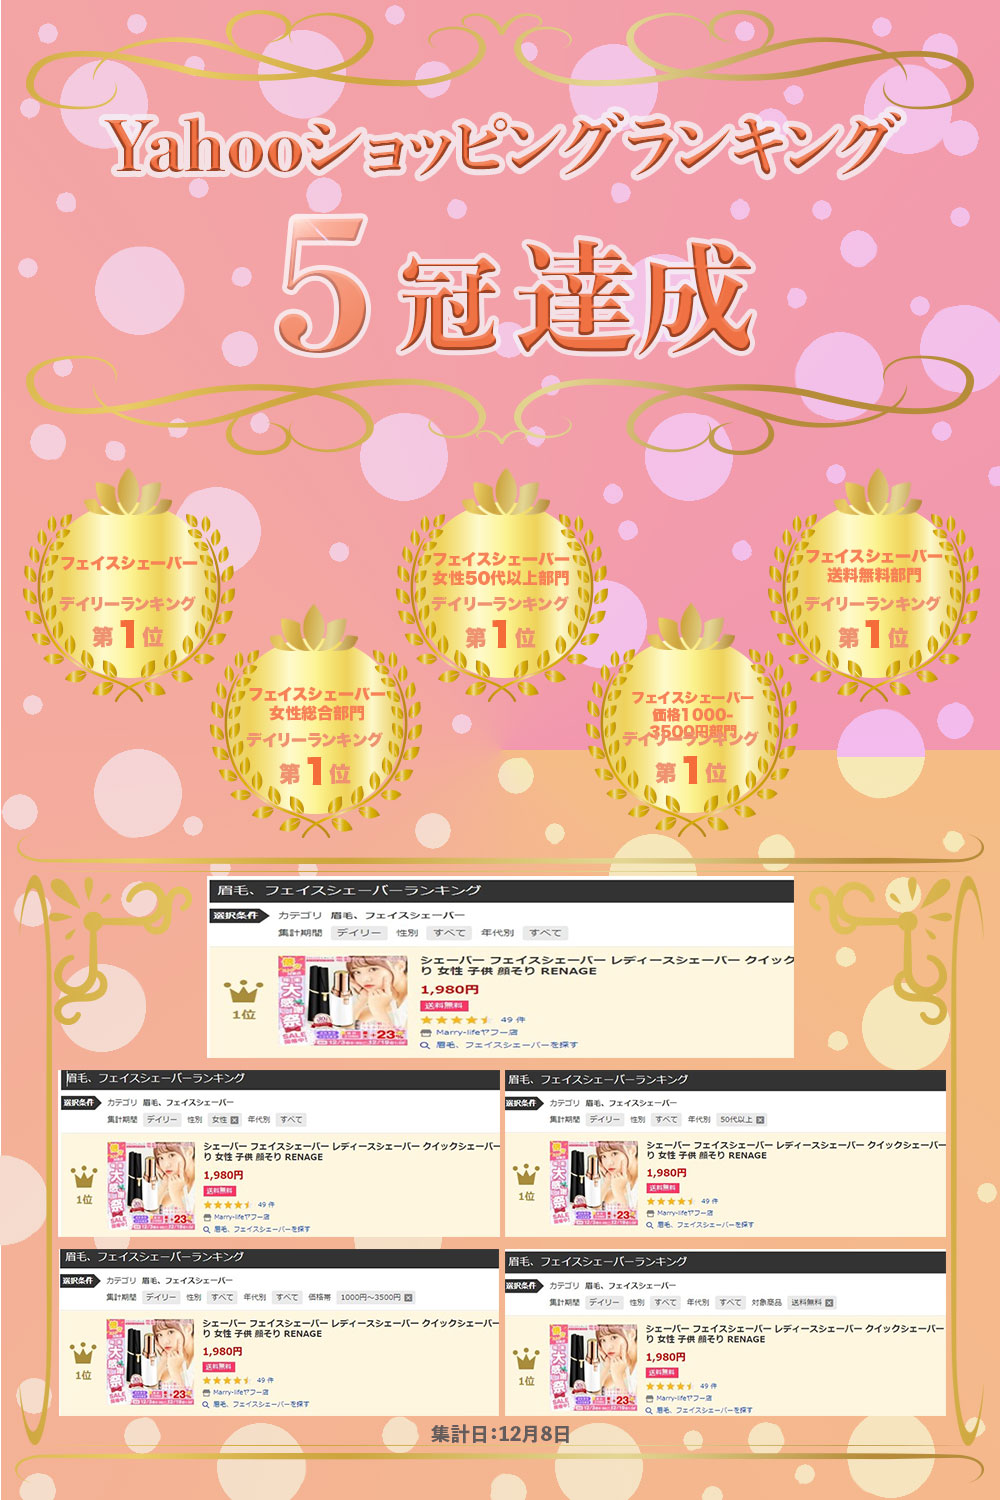 Yahooショッピングランキング
5冠達成
フェイスシェーバー
デイリーランキング
第1位
フェイスシェーバー
女性50代以上部門
デイリーランキング
第1位
フェイスシェーバー
送料無料部門
デイリーランキング
第1位
フェイスシェーバー
女性総合部門
デイリーランキング
第1位
フェイスシェーバー
価格1000-
3500円部門
デイリーランキング
第1位
眉毛、フェイスシェーバーランキング
選択条件 カテゴリ 眉毛、フェイスシェーバー
集計期間 デイリー 性別 すべて 年代別 すべて
シェーバー フェイスシェーバー レディースシェーバー クイック
り 女性 子供 顔そり RENAGE
1,980円
送料無料
1位
49 件
Marry-lifeヤフー店
眉毛、フェイスシェーバーを探す
眉毛、フェイスシェーバーランキング
選択条件 カテゴリ 眉毛、フェイスシェーバー
集計期間 デイリー 性別 女性 年代別 すべて
シェーバー フェイスシェーバー レディースシェーバー クイックシェーバー
り 女性 子供 顔そり RENAGE
1,980円
送料無料
1位
49 件
Marry-lifeヤフー店
眉毛、フェイスシェーバーを探す
眉毛、フェイスシェーバーランキング
選択条件 カテゴリ 眉毛、フェイスシェーバー
集計期間 デイリー 性別 すべて 年代別 50代以上
シェーバー フェイスシェーバー レディースシェーバー クイックシェーバー
り 女性 子供 顔そり RENAGE
1,980円
送料無料
1位
49 件
Marry-lifeヤフー店
眉毛、フェイスシェーバーを探す
眉毛、フェイスシェーバーランキング
選択条件 カテゴリ 眉毛、フェイスシェーバー
集計期間 デイリー 性別 すべて 年代別 すべて 価格帯 1000円～3500円
シェーバー フェイスシェーバー レディースシェーバー クイックシェーバー
り 女性 子供 顔そり RENAGE
1,980円
送料無料
1位
49 件
Marry-lifeヤフー店
眉毛、フェイスシェーバーを探す
眉毛、フェイスシェーバーランキング
選択条件 カテゴリ 眉毛、フェイスシェーバー
集計期間 デイリー 性別 すべて 年代別 すべて 対象商品 送料無料
シェーバー フェイスシェーバー レディースシェーバー クイックシェーバー
り 女性 子供 顔そり RENAGE
1,980円
送料無料
1位
49 件
Marry-lifeヤフー店
眉毛、フェイスシェーバーを探す
集計日：12月8日